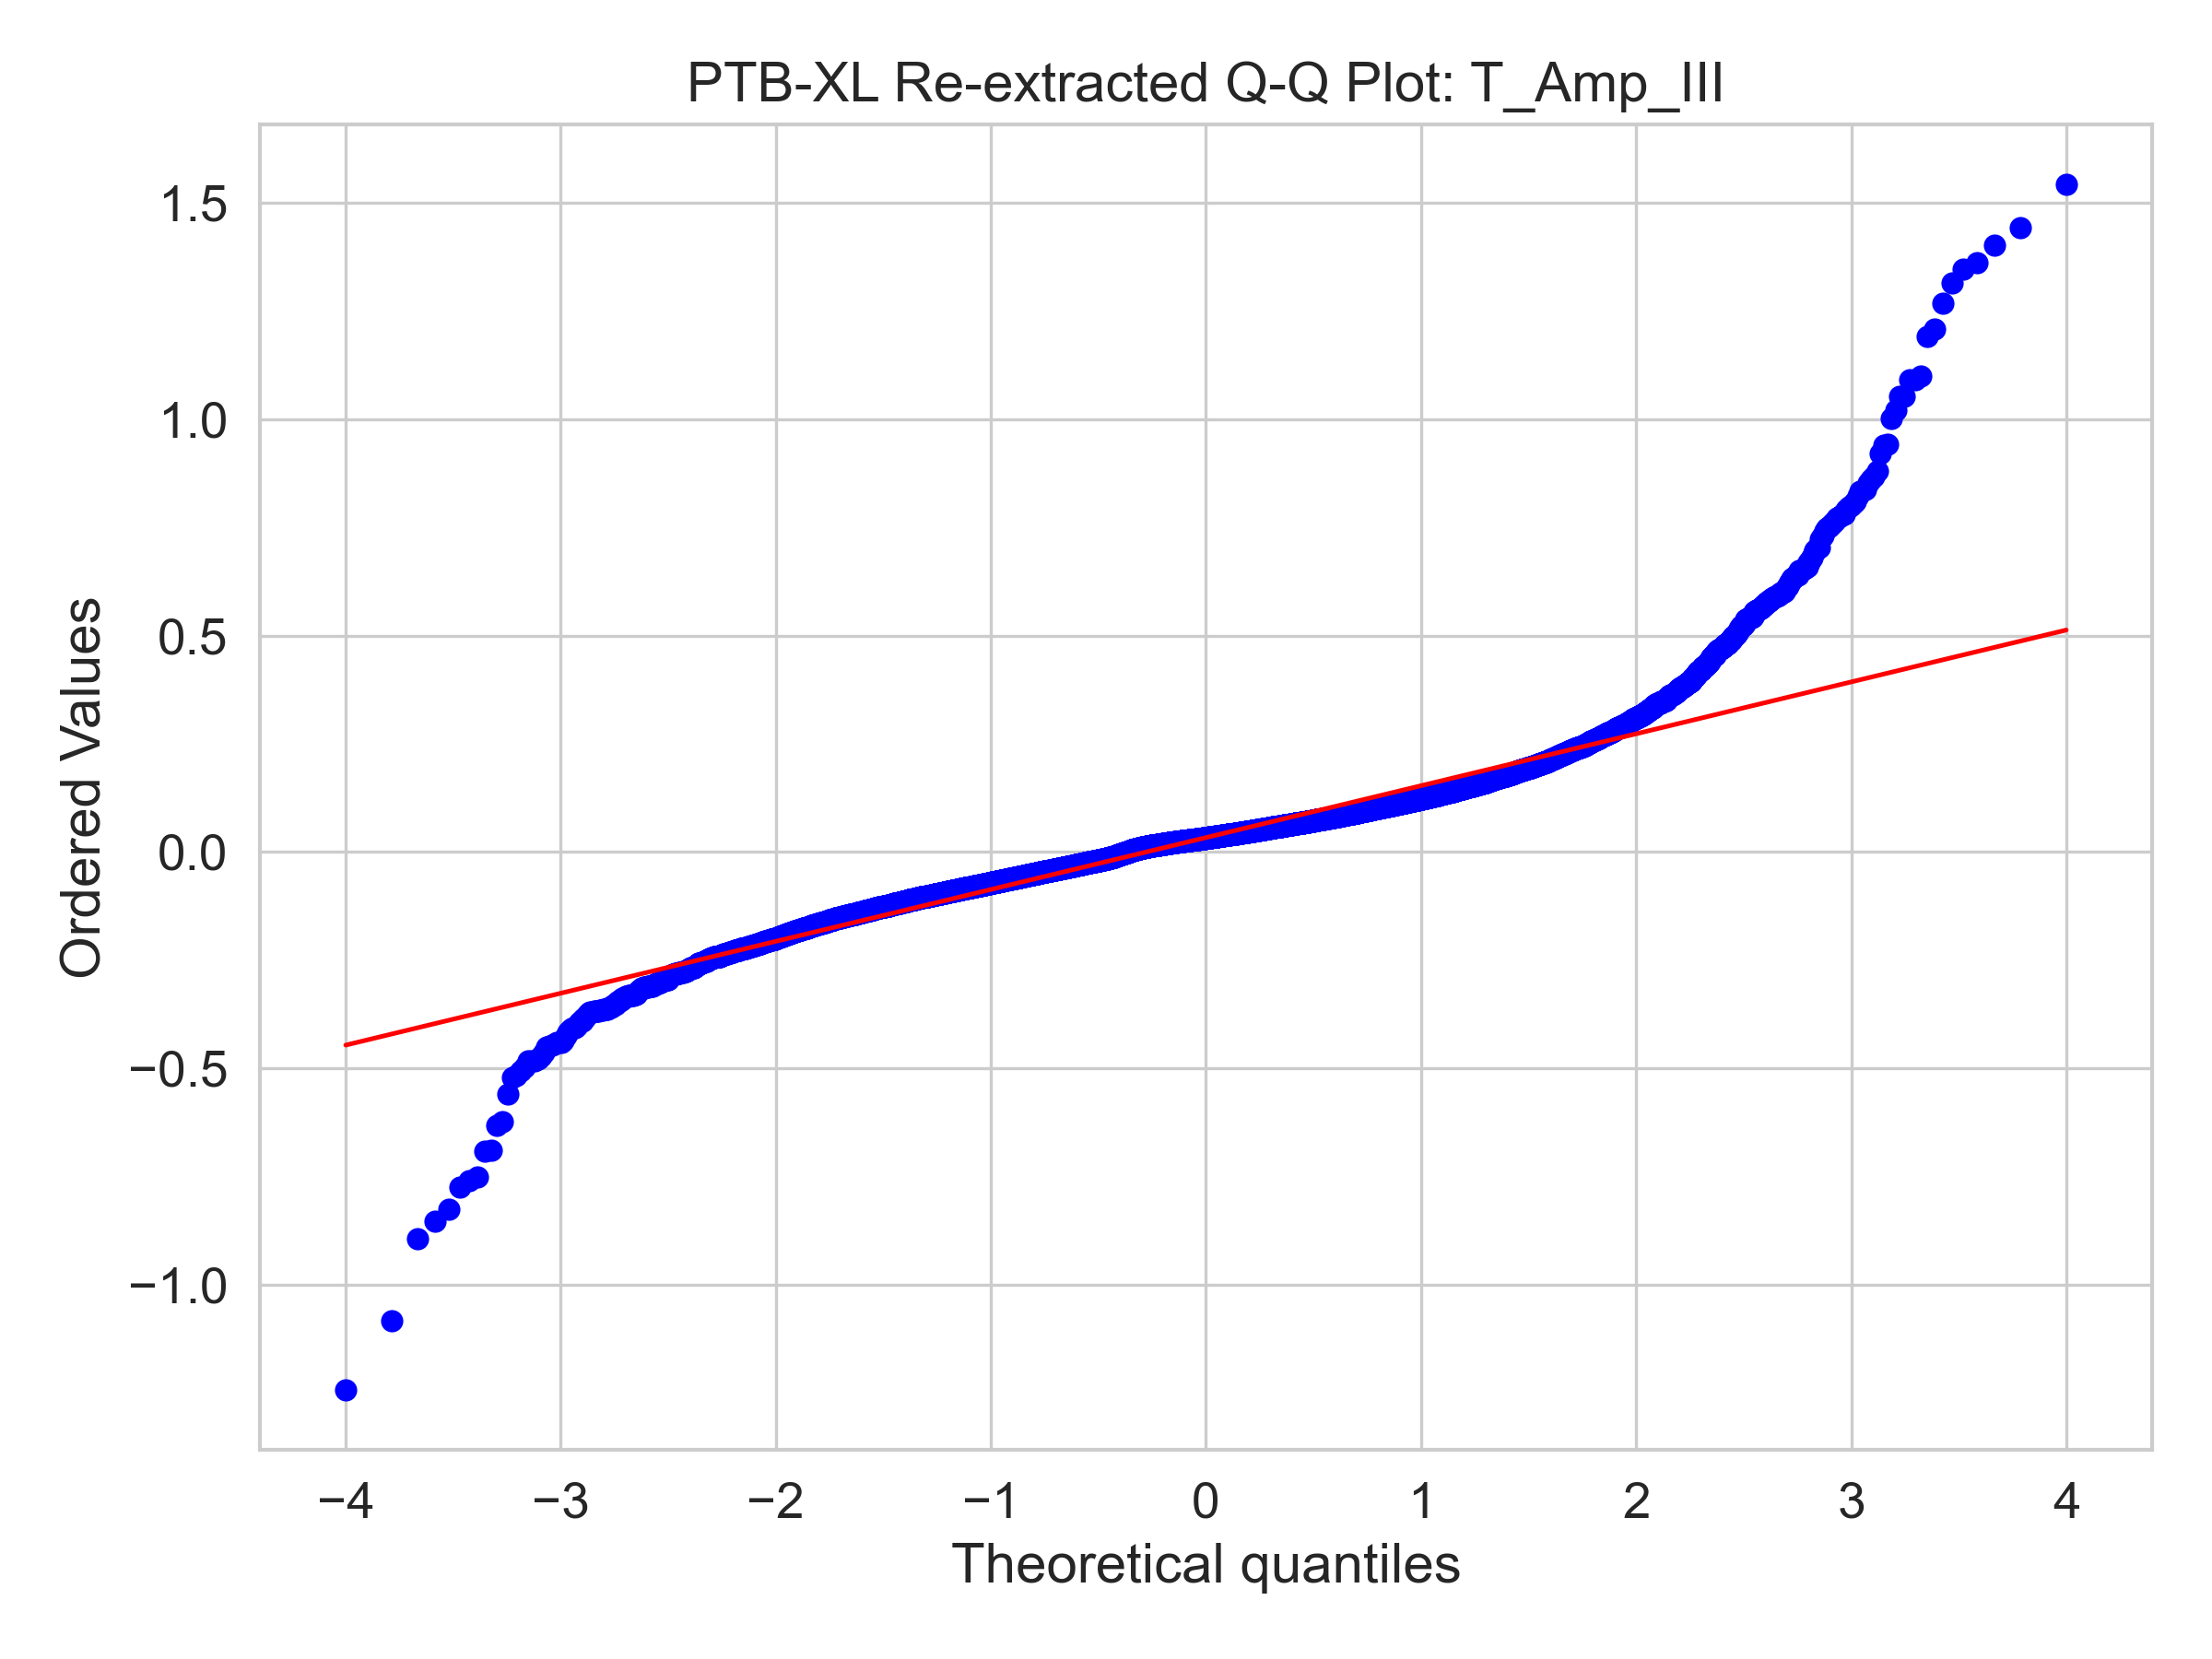 PTB-XL Re-extracted Q-Q Plot: T_Amp_III
Ordered Values
1.5
1.0
0.5
0.0
−0.5
−1.0
−4 −3 −2 −1 0 1 2 3 4
Theoretical quantiles